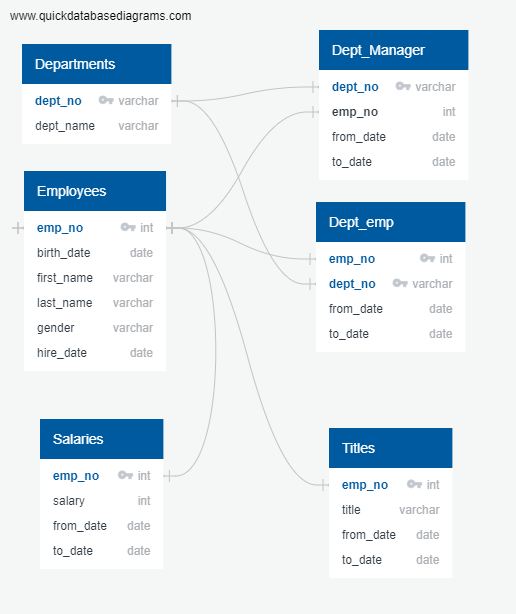 www.quickdatabasediagrams.com
Departments
dept_no varchar
dept_name varchar
Dept_Manager
dept_no varchar
emp_no int
from_date date
to_date date
Employees
emp_no int
birth_date date
first_name varchar
last_name varchar
gender varchar
hire_date date
Dept_emp
emp_no int
dept_no varchar
from_date date
to_date date
Salaries
emp_no int
salary int
from_date date
to_date date
Titles
emp_no int
title varchar
from_date date
to_date date